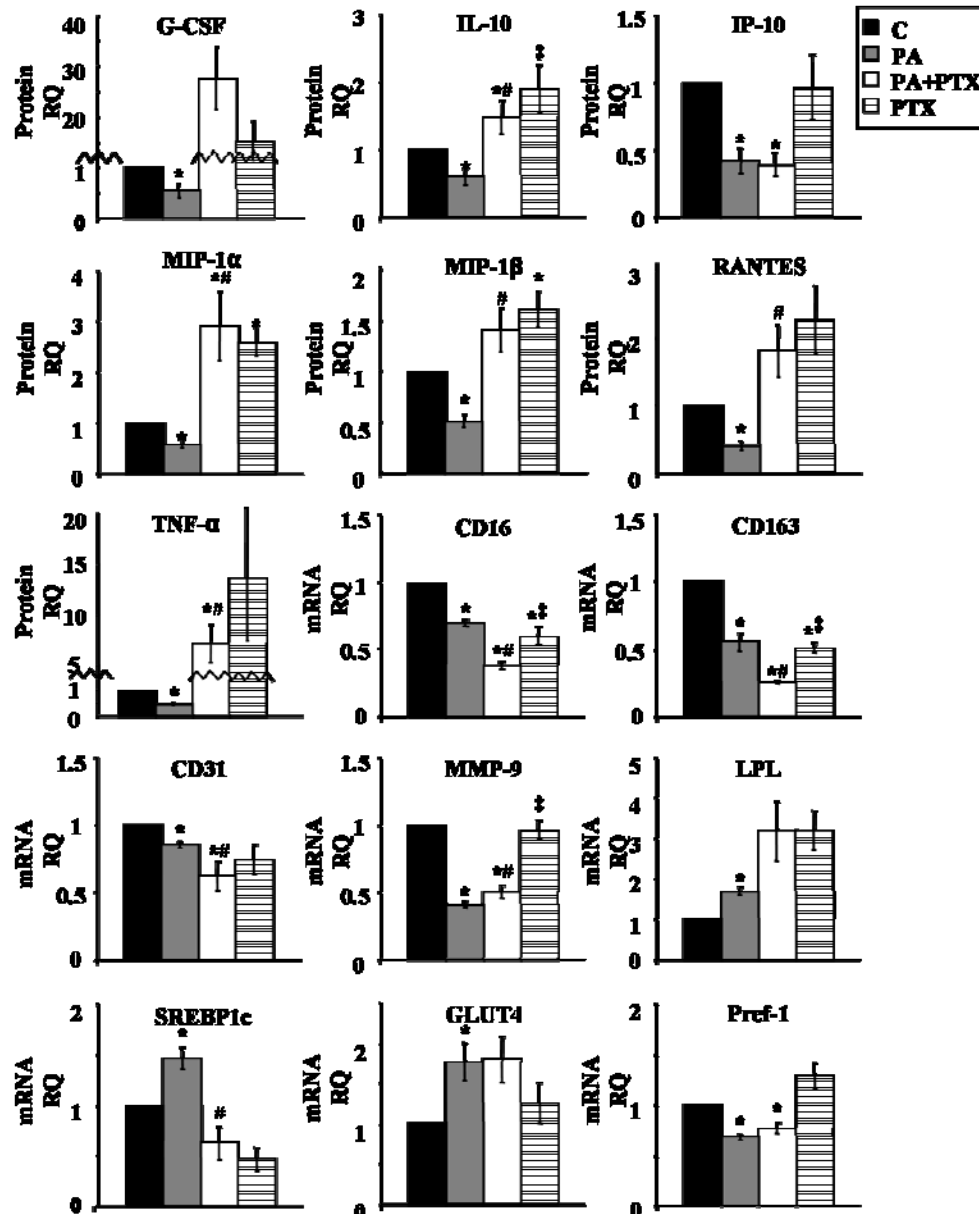 G-CSF
Protein
RQ
40
30
20
10
1
0
*
IL-10
Protein
RQ
3
2
1
0
*
*#
‡
IP-10
Protein
RQ
1.5
1
0.5
0
*
*
C
PA
PA+PTX
PTX
MIP-1α
Protein
RQ
4
3
2
1
0
*
*#
#
MIP-1β
Protein
RQ
2
1.5
1
0.5
0
*
#
*
RANTES
Protein
RQ
3
2
1
0
*
#
TNF-α
Protein
RQ
20
15
10
5
1
0
*
*#
CD16
mRNA
RQ
1.5
1
0.5
0
*
*#
*‡
CD163
mRNA
RQ
1.5
1
0.5
0
*
*#
*‡
CD31
mRNA
RQ
1.5
1
0.5
0
*
*#
MMP-9
mRNA
RQ
1.5
1
0.5
0
*
*#
‡
LPL
mRNA
RQ
5
4
3
2
1
0
*
SREBP1c
mRNA
RQ
2
1
0
*
#
GLUT4
mRNA
RQ
2
1
0
*
Pref-1
mRNA
RQ
2
1
0
*
*